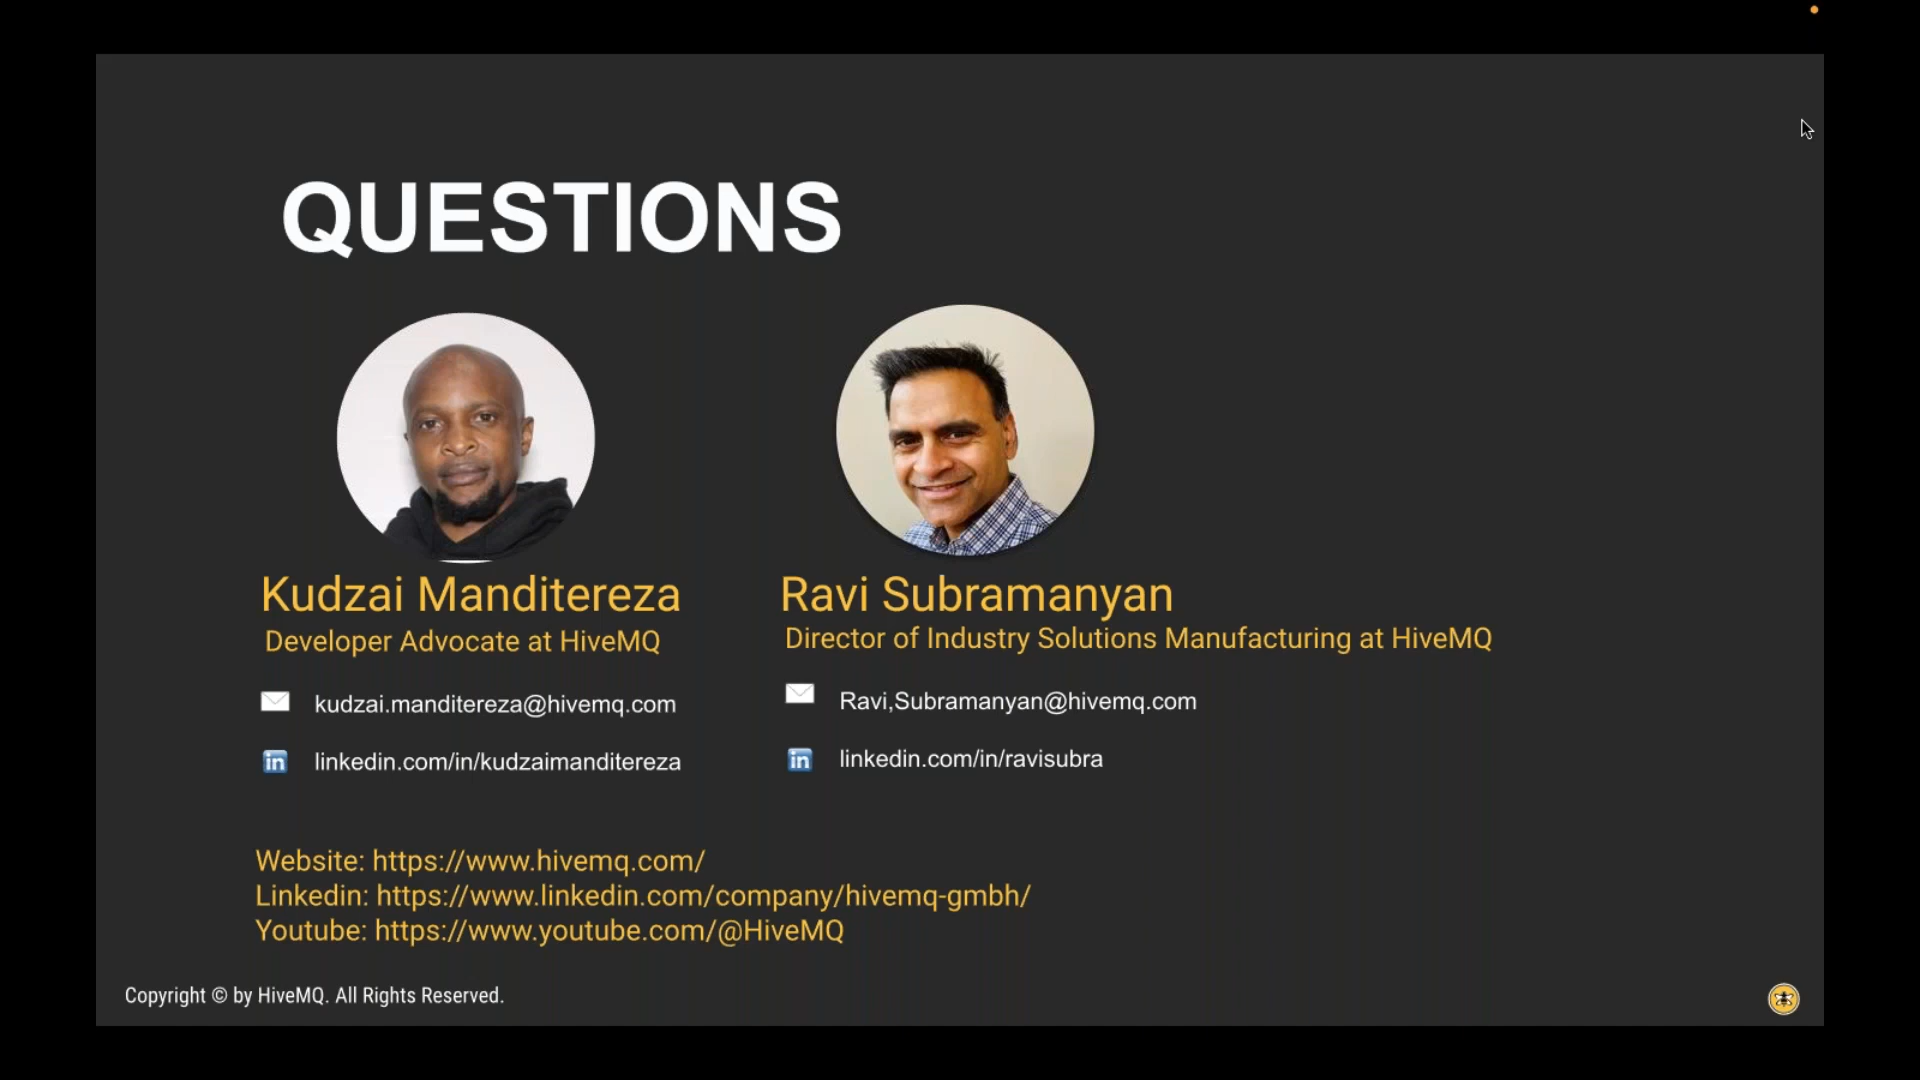 QUESTIONS
Kudzai Manditereza
Developer Advocate at HiveMQ
kudzai.manditereza@hivemq.com
linkedin.com/in/kudzaimanditereza
Ravi Subramanyan
Director of Industry Solutions Manufacturing at HiveMQ
Ravi,Subramanyan@hivemq.com
linkedin.com/in/ravisubra
Website: https://www.hivemq.com/
Linkedin: https://www.linkedin.com/company/hivemq-gmbh/
Youtube: https://www.youtube.com/@HiveMQ
Copyright © by HiveMQ. All Rights Reserved.